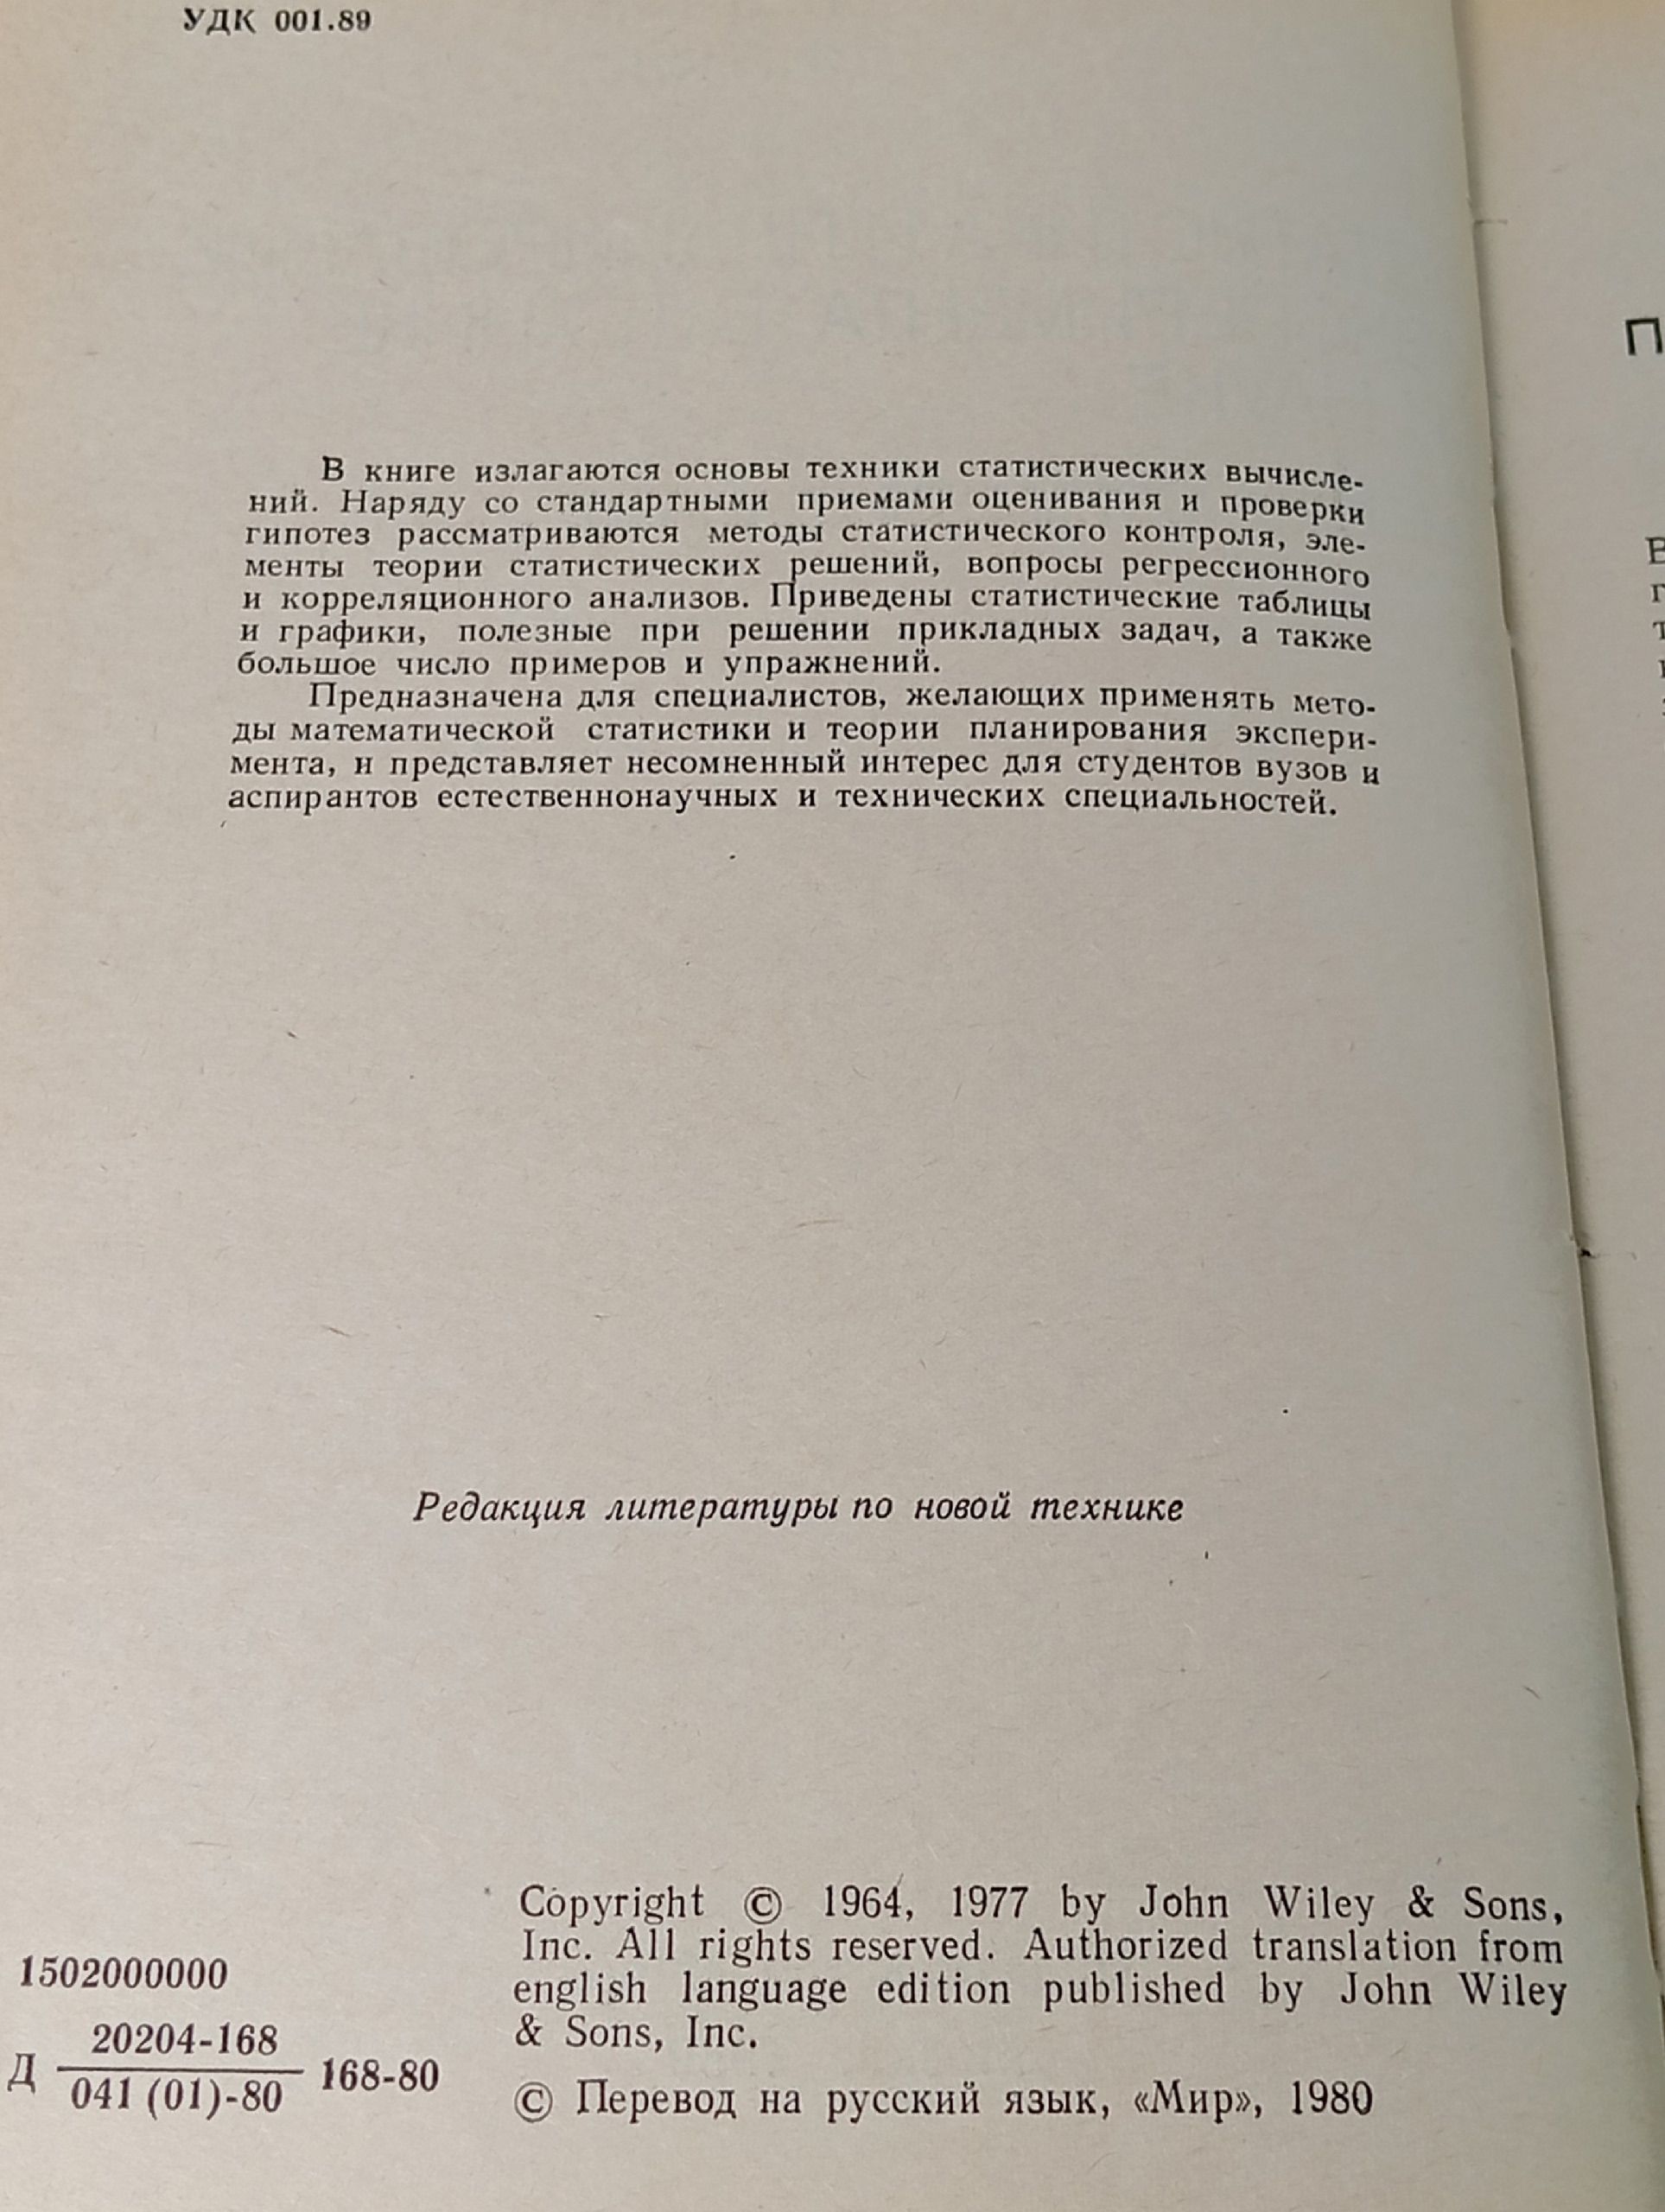 УДК 001.89
В книге излагаются основы техники статистических вычисле-
ний. Наряду со стандартными приемами оценивания и проверки
гипотез рассматриваются методы статистического контроля, эле-
менты теории статистических решений, вопросы регрессионного
и корреляционного анализов. Приведены статистические таблицы
и графики, полезные при решении прикладных задач, а также
большое число примеров и упражнений.
Предназначена для специалистов, желающих применять мето-
ды математической статистики и теории планирования экспери-
мента, и представляет несомненный интерес для студентов вузов и
аспирантов естественнонаучных и технических специальностей.
Редакция литературы по новой технике
1502000000
20204-168
Д 041 (01)-80 168-80
Copyright © 1964, 1977 by John Wiley & Sons,
Inc. All rights reserved. Authorized translation from
english language edition published by John Wiley
& Sons, Inc.
© Перевод на русский язык, «Мир», 1980